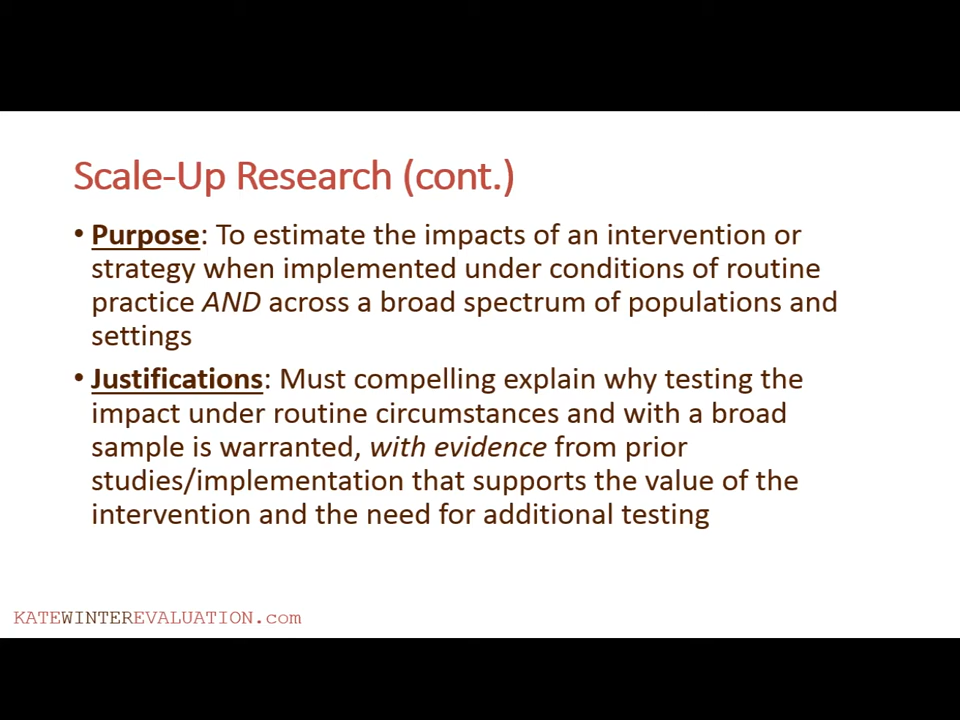 Scale-Up Research (cont.)
• Purpose: To estimate the impacts of an intervention or
strategy when implemented under conditions of routine
practice AND across a broad spectrum of populations and
settings
• Justifications: Must compelling explain why testing the
impact under routine circumstances and with a broad
sample is warranted, with evidence from prior
studies/implementation that supports the value of the
intervention and the need for additional testing
KATEWINTEREVALUATION.com